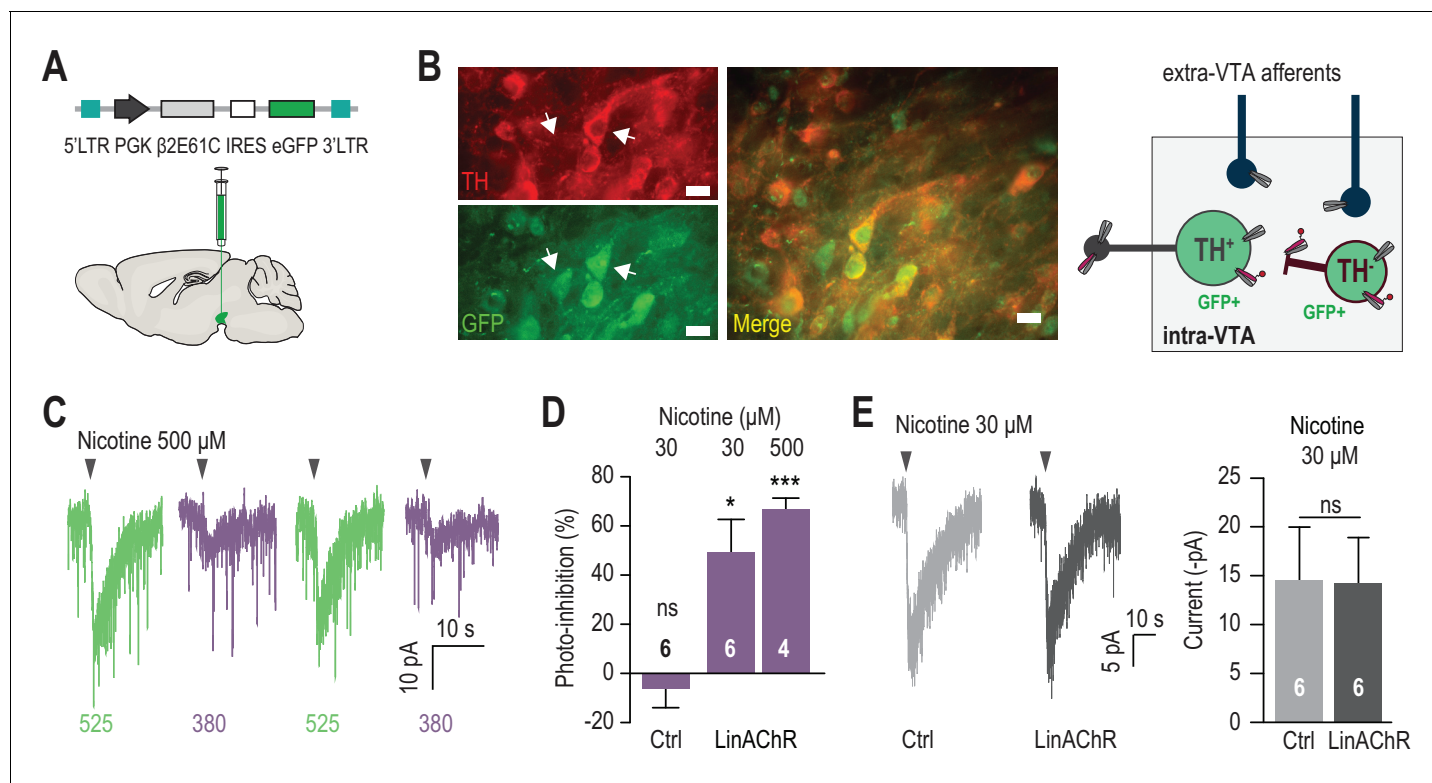 A
5'LTR PGK β2E61C IRES eGFP 3'LTR
B
TH
GFP
Merge
extra-VTA afferents
TH+
TH-
GFP+
GFP+
intra-VTA
C
Nicotine 500 µM
10 pA
10 s
525
380
525
380
D
Nicotine (µM)
30
30
500
Photo-inhibition (%)
80
60
40
20
0
-20
ns
*
***
6
6
4
Ctrl
LinAChR
E
Nicotine 30 µM
5 pA
10 s
Ctrl
LinAChR
Nicotine
30 µM
ns
Current (-pA)
25
20
15
10
5
0
6
6
Ctrl
LinAChR